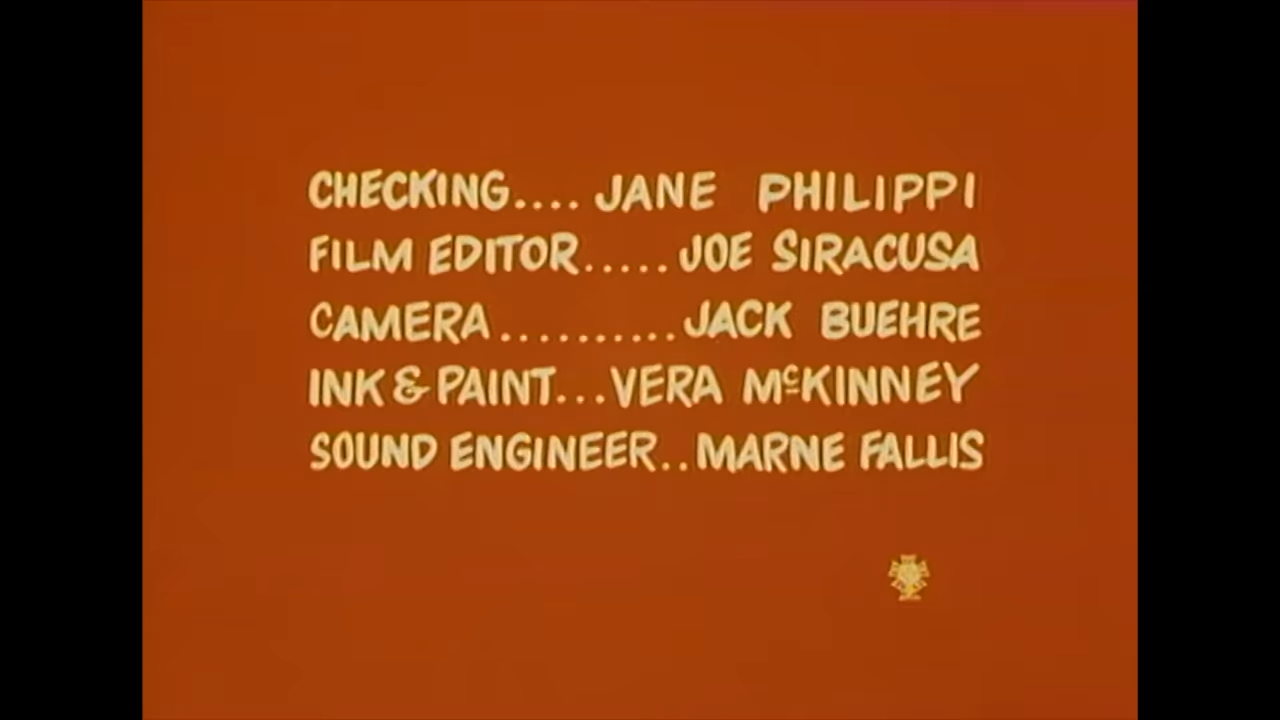 CHECKING.... JANE PHILIPPI
FILM EDITOR..... JOE SIRACUSA
CAMERA.......... JACK BUEHRE
INK & PAINT... VERA McKINNEY
SOUND ENGINEER.. MARNE FALLIS